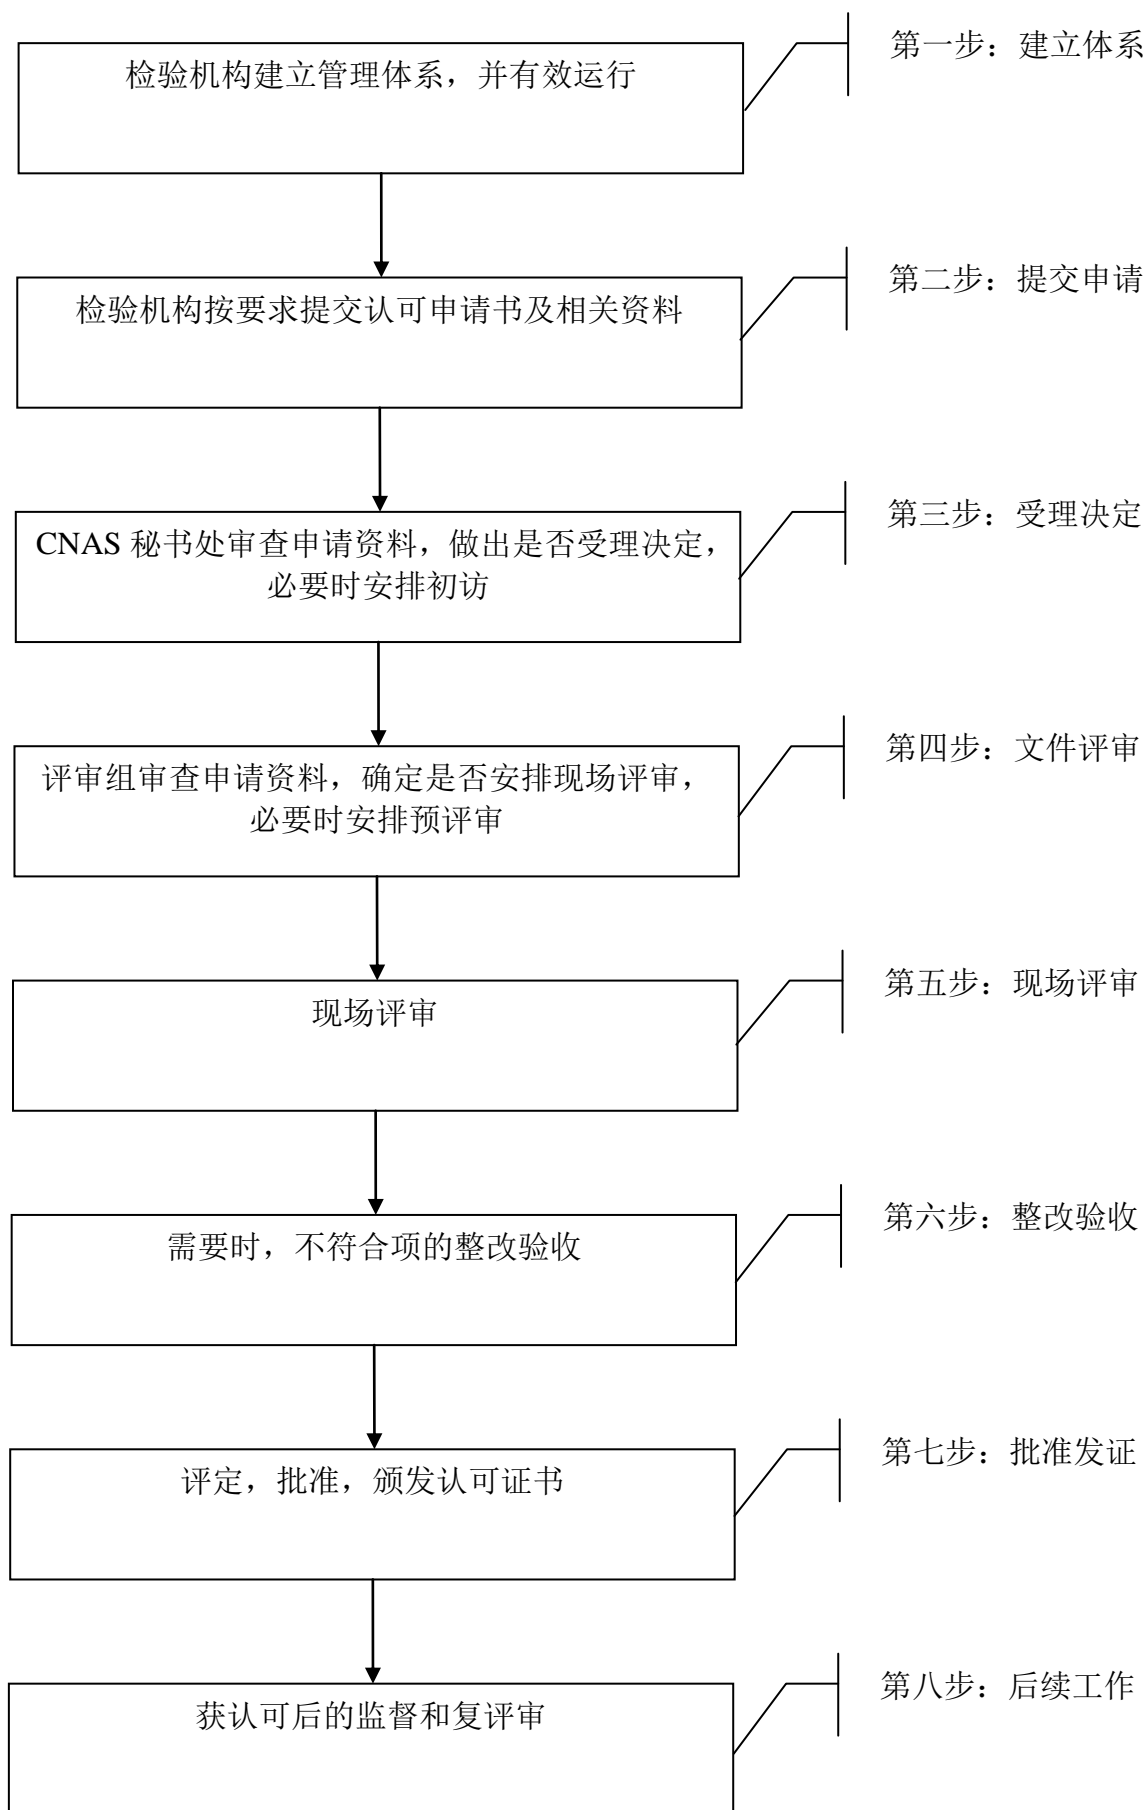 第一步：建立体系
检验机构建立管理体系，并有效运行
第二步：提交申请
检验机构按要求提交认可申请书及相关资料
第三步：受理决定
CNAS 秘书处审查申请资料，做出是否受理决定，
必要时安排初访
第四步：文件评审
评审组审查申请资料，确定是否安排现场评审，
必要时安排预评审
第五步：现场评审
现场评审
第六步：整改验收
需要时，不符合项的整改验收
第七步：批准发证
评定，批准，颁发认可证书
第八步：后续工作
获认可后的监督和复评审